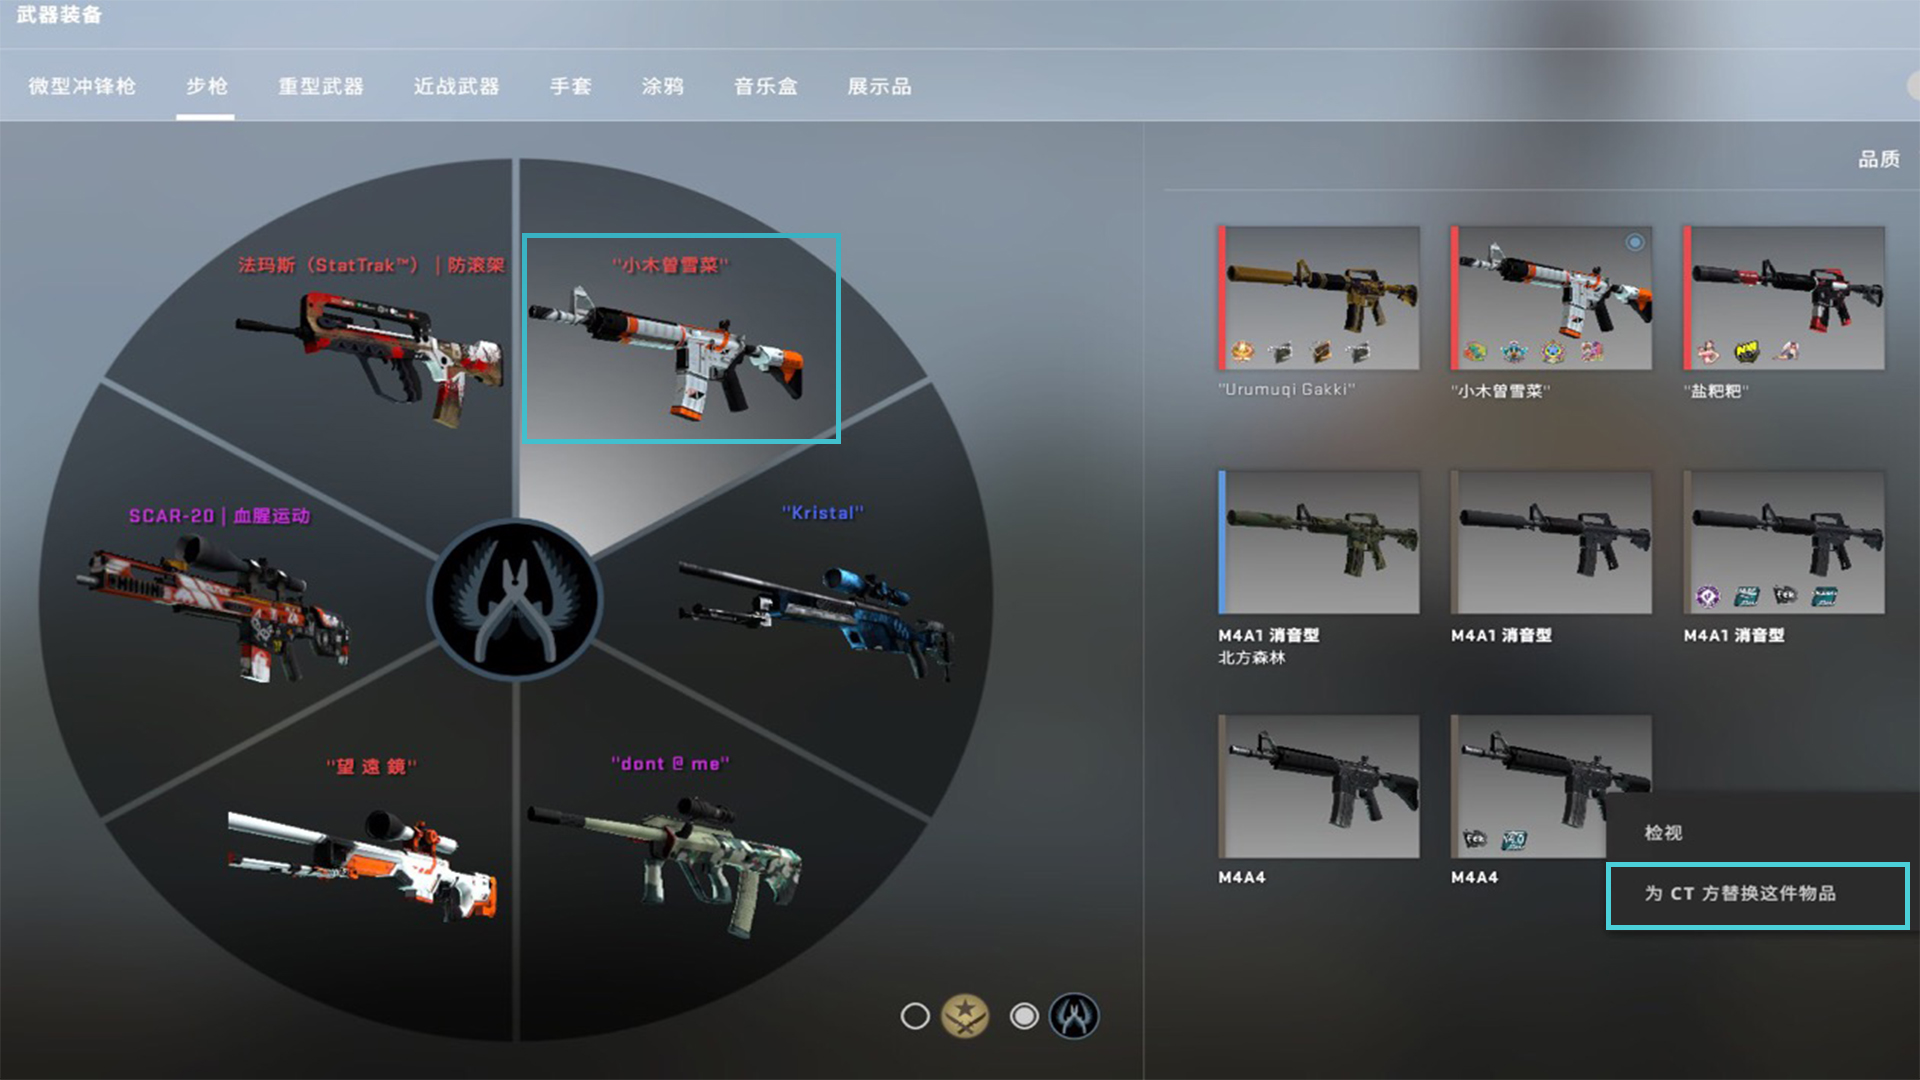 武器装备
微型冲锋枪
步枪
重型武器
近战武器
手套
涂鸦
音乐盒
展示品
品质
法玛斯（StatTrak™）｜防滚架
"小木曾雪菜"
SCAR-20｜血腥运动
"Kristal"
"望 遠 鏡"
"dont @ me"
"Urumuqi Gakki"
"小木曾雪菜"
"盐粑粑"
M4A1 消音型
北方森林
M4A1 消音型
M4A1 消音型
M4A4
M4A4
检视
为 CT 方替换这件物品